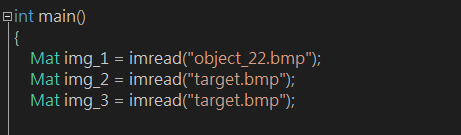 int main()
{
Mat img_1 = imread("object_22.bmp");
Mat img_2 = imread("target.bmp");
Mat img_3 = imread("target.bmp");